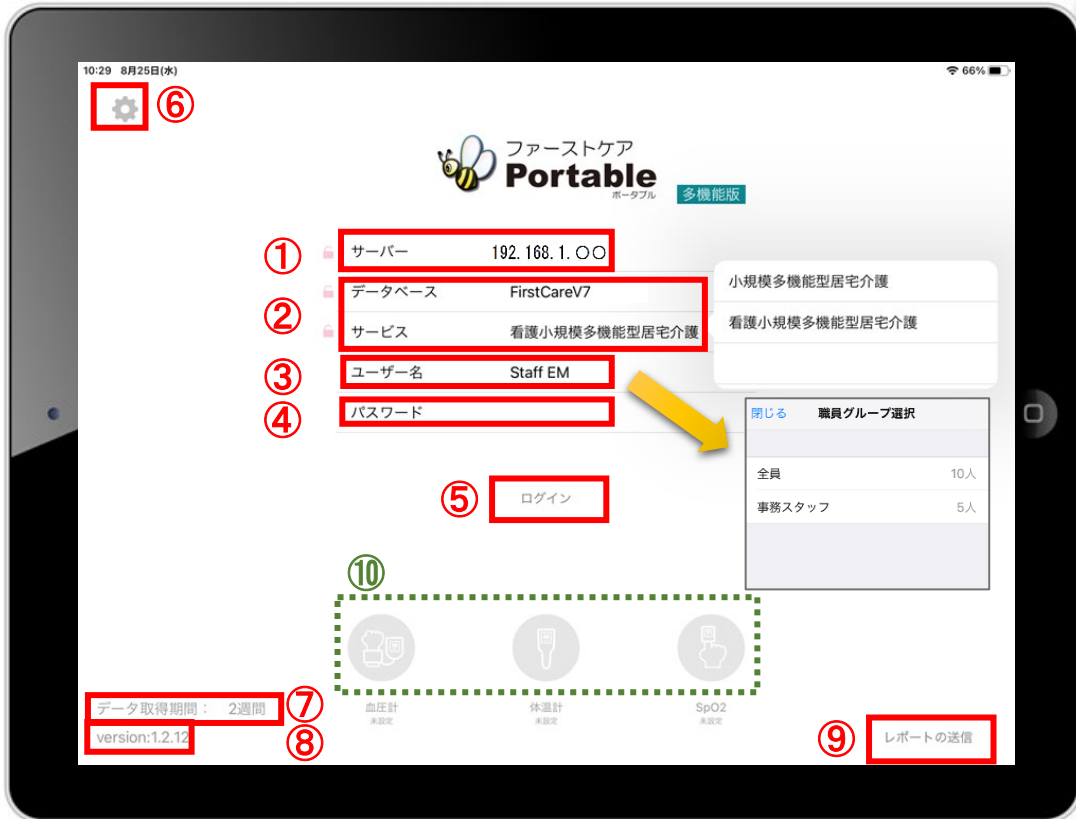 10:29 8月25日(水)
66%
⑥
ファーストケア
Portable
ポータブル
多機能版
① サーバー 192.168.1.〇〇
② データベース FirstCareV7
サービス 看護小規模多機能型居宅介護
小規模多機能型居宅介護
看護小規模多機能型居宅介護
③ ユーザー名 Staff EM
④ パスワード
閉じる 職員グループ選択
全員 10人
事務スタッフ 5人
⑤ ログイン
⑩
血圧計
未設定
体温計
未設定
SpO2
未設定
データ取得期間: 2週間 ⑦
version:1.2.12 ⑧
⑨ レポートの送信